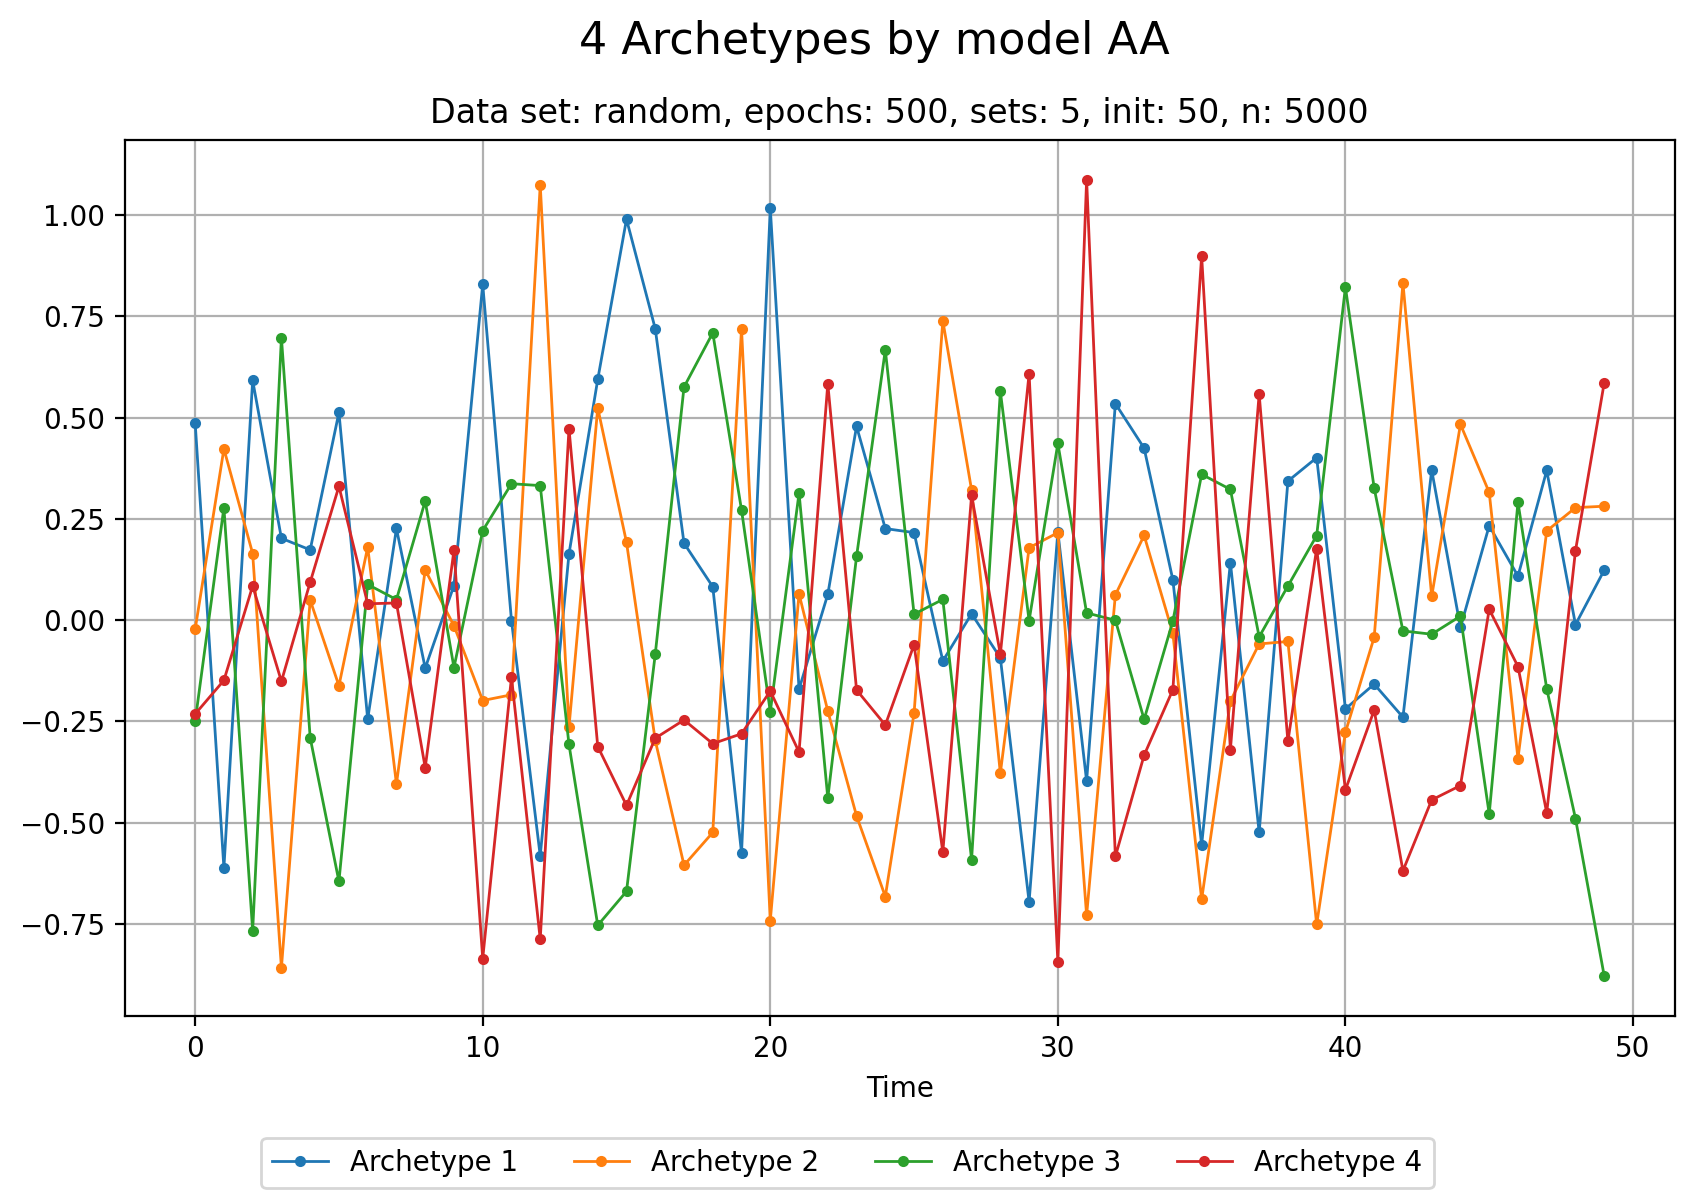 4 Archetypes by model AA
Data set: random, epochs: 500, sets: 5, init: 50, n: 5000
1.00
0.75
0.50
0.25
0.00
−0.25
−0.50
−0.75
0 10 20 30 40 50
Time
Archetype 1 Archetype 2 Archetype 3 Archetype 4